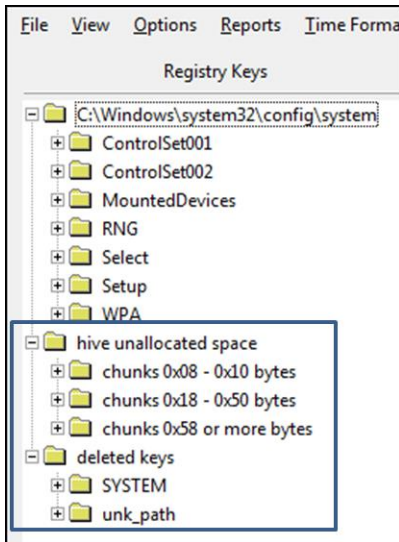 File View Options Reports Time Forma
Registry Keys
C:\Windows\system32\config\system
ControlSet001
ControlSet002
MountedDevices
RNG
Select
Setup
WPA
hive unallocated space
chunks 0x08 - 0x10 bytes
chunks 0x18 - 0x50 bytes
chunks 0x58 or more bytes
deleted keys
SYSTEM
unk_path